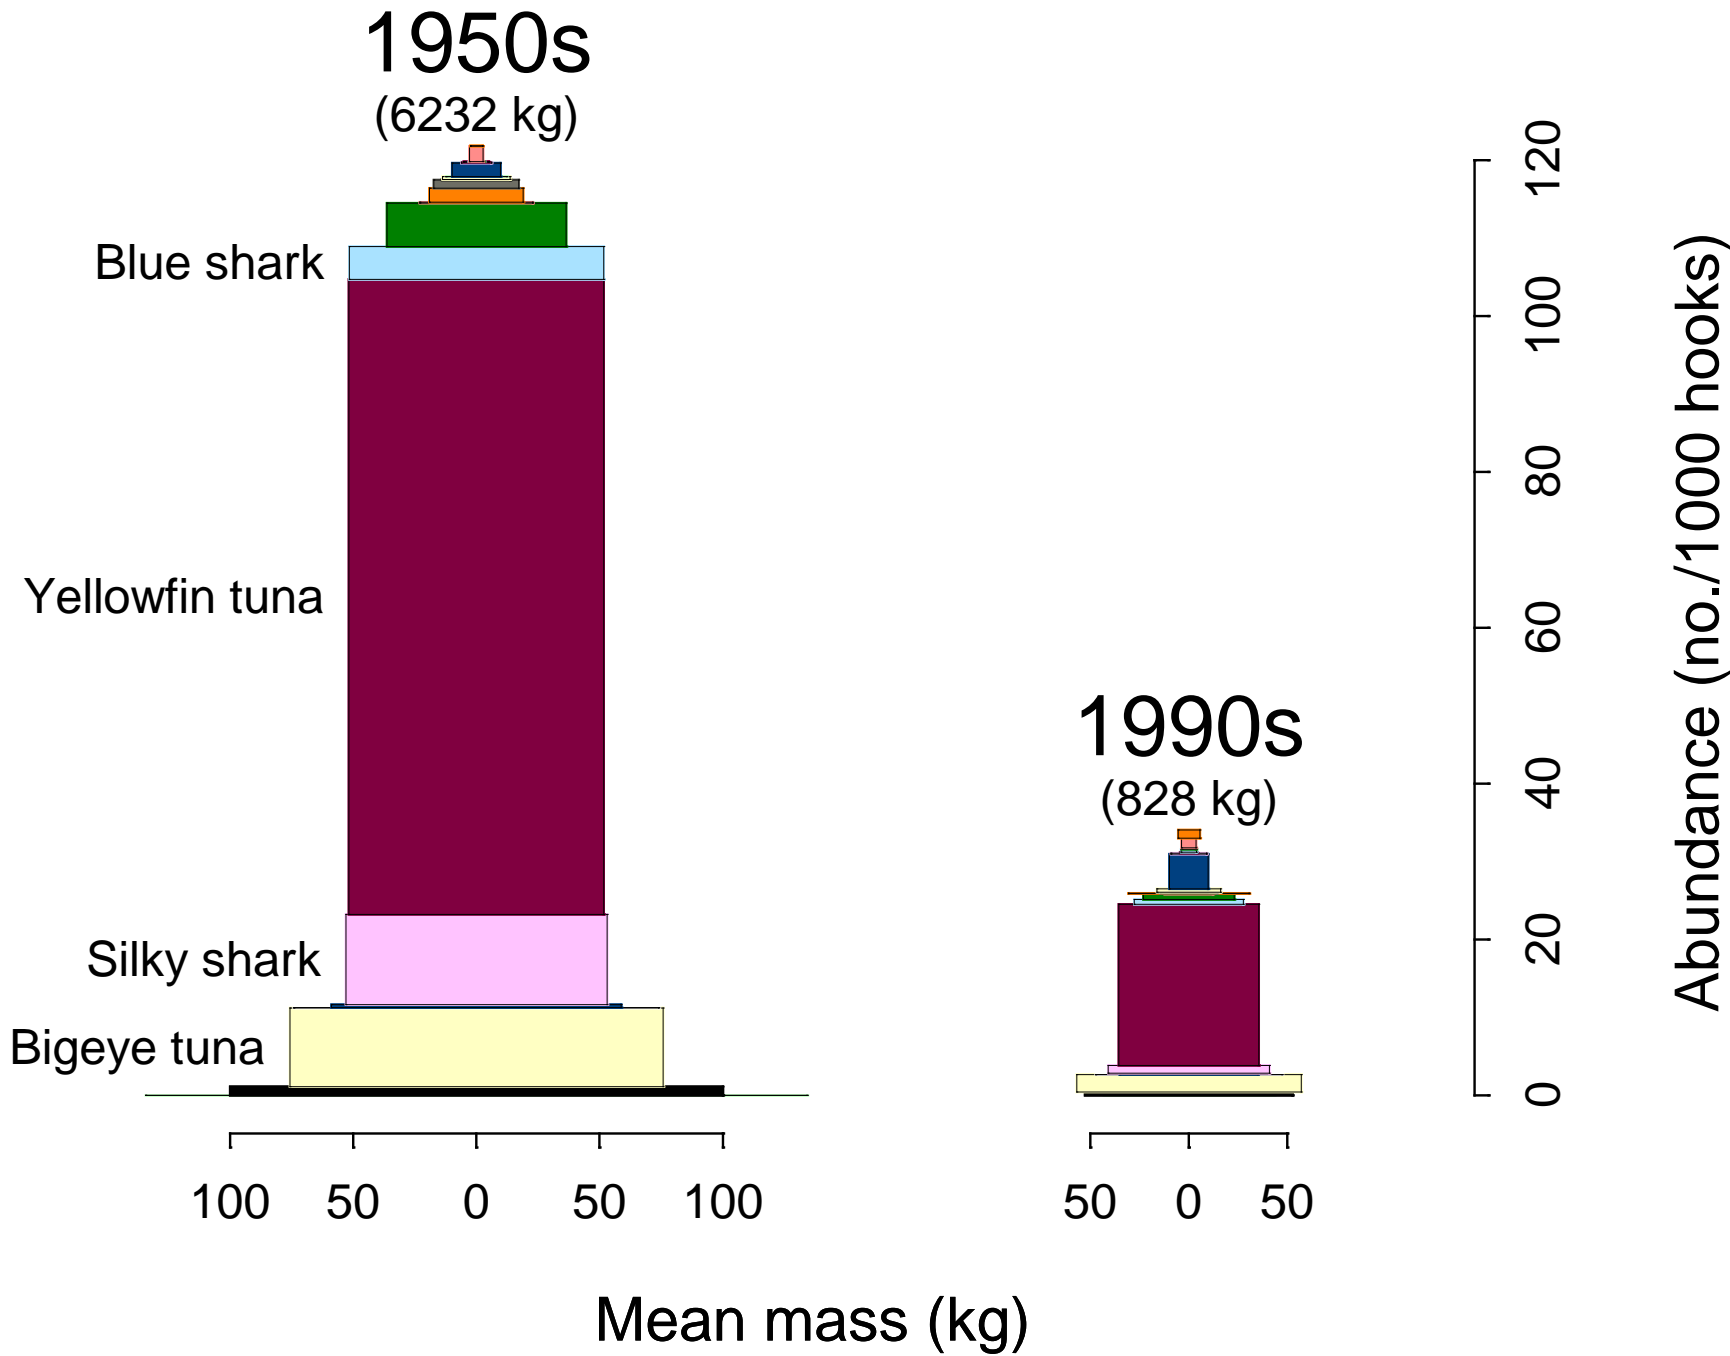 1950s
(6232 kg)
Blue shark
Yellowfin tuna
Silky shark
Bigeye tuna
100 50 0 50 100
1990s
(828 kg)
50 0 50
Mean mass (kg)
120
100
80
60
40
20
0
Abundance (no./1000 hooks)